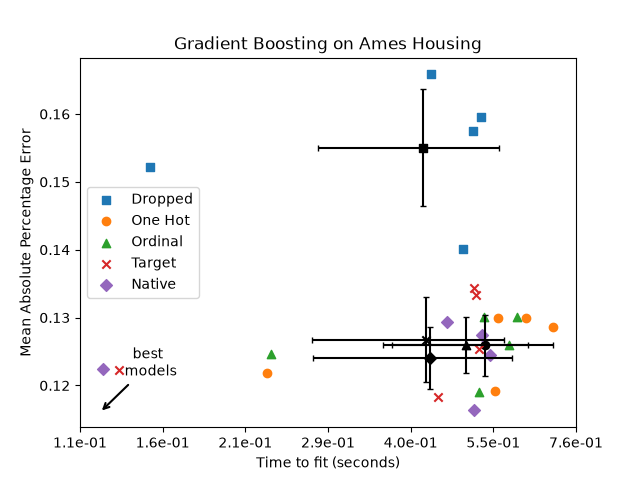 Gradient Boosting on Ames Housing
Mean Absolute Percentage Error
0.16
0.15
0.14
0.13
0.12
Dropped
One Hot
Ordinal
Target
Native
best
models
1.1e-01 1.6e-01 2.1e-01 2.9e-01 4.0e-01 5.5e-01 7.6e-01
Time to fit (seconds)